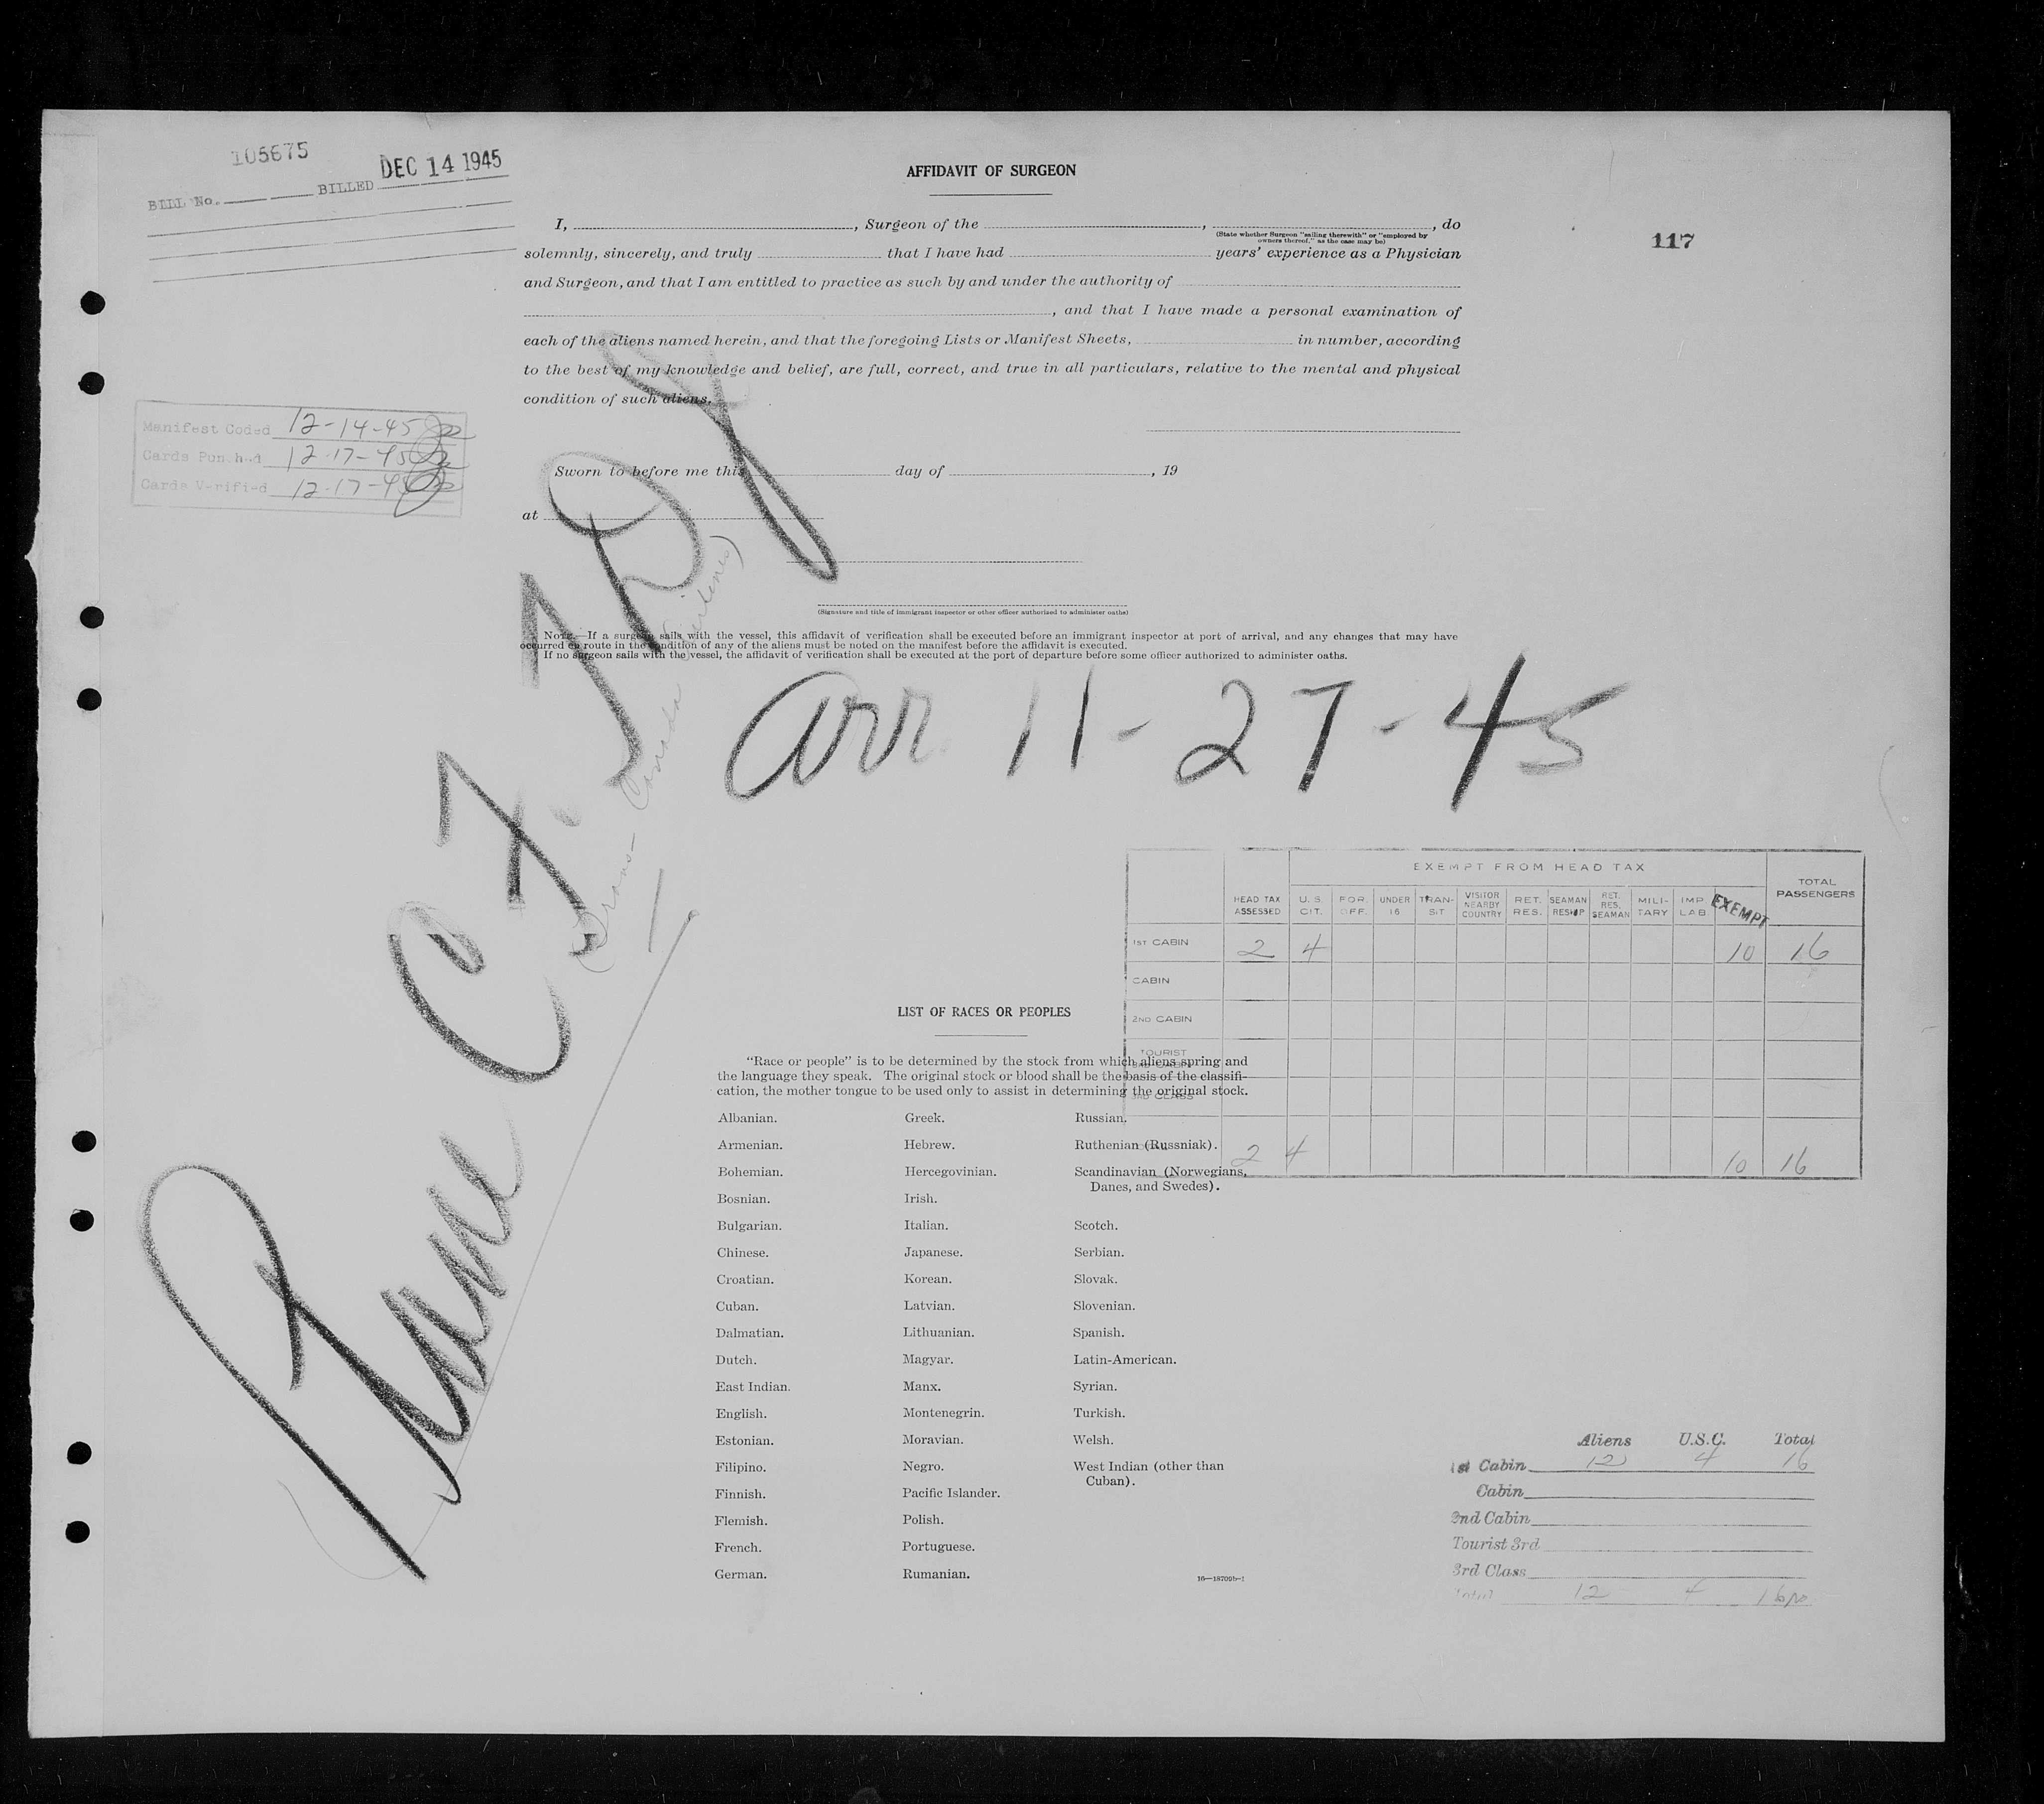 105675
BILL No. BILLED DEC 14 1945
117
AFFIDAVIT OF SURGEON
I, , Surgeon of the , , do
(State whether Surgeon "sailing therewith" or "employed by
owners thereof," as the case may be)
solemnly, sincerely, and truly that I have had years' experience as a Physician
and Surgeon, and that I am entitled to practice as such by and under the authority of
, and that I have made a personal examination of
each of the aliens named herein, and that the foregoing Lists or Manifest Sheets, in number, according
to the best of my knowledge and belief, are full, correct, and true in all particulars, relative to the mental and physical
condition of such aliens.
Manifest Coded 12-14-45
Cards Punched 12-17-45
Cards Verified 12-17-45
Sworn to before me this day of , 19
at
(Signature and title of immigrant inspector or other officer authorized to administer oaths)
NOTE.—If a surgeon sails with the vessel, this affidavit of verification shall be executed before an immigrant inspector at port of arrival, and any changes that may have
occurred en route in the condition of any of the aliens must be noted on the manifest before the affidavit is executed.
If no surgeon sails with the vessel, the affidavit of verification shall be executed at the port of departure before some officer authorized to administer oaths.
Plane CF.
(Trans-Canada Airlines)
arr 11-27-45
EXEMPT FROM HEAD TAX
HEAD TAX ASSESSED U.S. CIT. FOR. OFF. UNDER 16 TRAN-SIT VISITOR NEARBY COUNTRY RET. RES. SEAMAN RESHIP RET. RES. SEAMAN MILI-TARY IMP. LAB. EXEMPT TOTAL PASSENGERS
1ST CABIN 2 4 10 16
CABIN
2ND CABIN
TOURIST
3RD CABIN
3RD CLASS
2 4 10 16
LIST OF RACES OR PEOPLES
"Race or people" is to be determined by the stock from which aliens spring and
the language they speak. The original stock or blood shall be the basis of the classifi-
cation, the mother tongue to be used only to assist in determining the original stock.
Albanian. Greek. Russian.
Armenian. Hebrew. Ruthenian (Russniak).
Bohemian. Hercegovinian. Scandinavian (Norwegians,
Danes, and Swedes).
Bosnian. Irish.
Bulgarian. Italian. Scotch.
Chinese. Japanese. Serbian.
Croatian. Korean. Slovak.
Cuban. Latvian. Slovenian.
Dalmatian. Lithuanian. Spanish.
Dutch. Magyar. Latin-American.
East Indian. Manx. Syrian.
English. Montenegrin. Turkish.
Estonian. Moravian. Welsh.
Filipino. Negro. West Indian (other than
Cuban).
Finnish. Pacific Islander.
Flemish. Polish.
French. Portuguese.
German. Rumanian.
16—18709b-1
Aliens U.S.C. Total
1st Cabin 12 4 16
Cabin
2nd Cabin
Tourist 3rd
3rd Class
Total 12 4 16